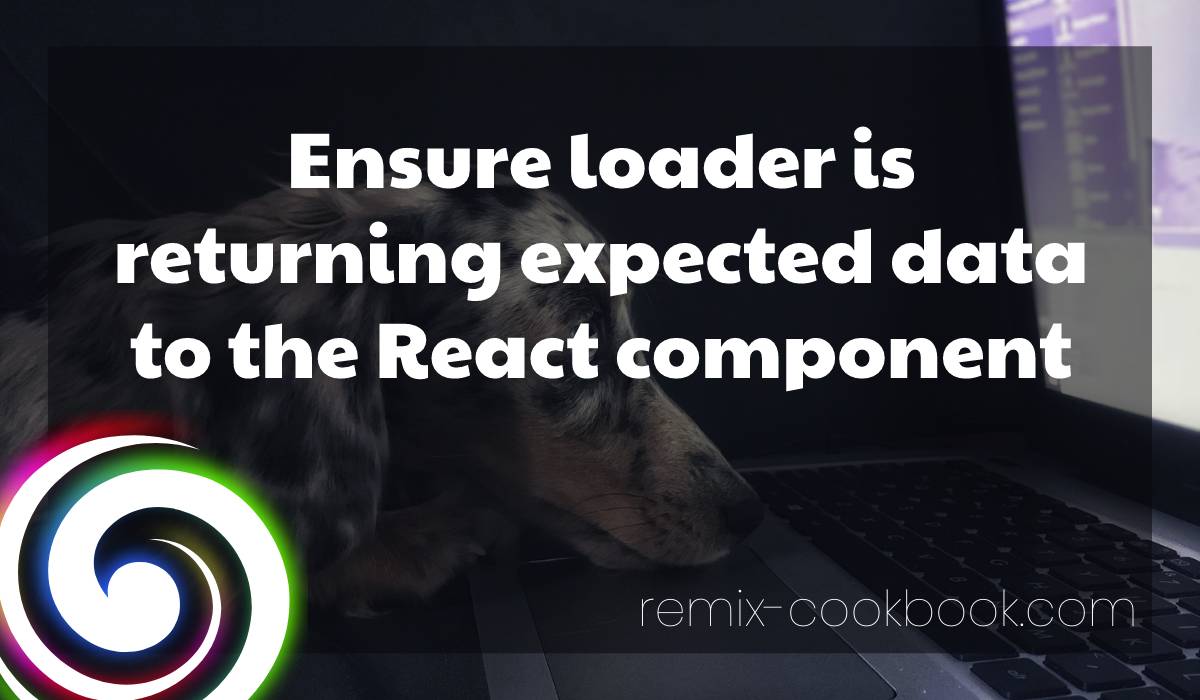 Ensure loader is
returning expected data
to the React component
remix-cookbook.com